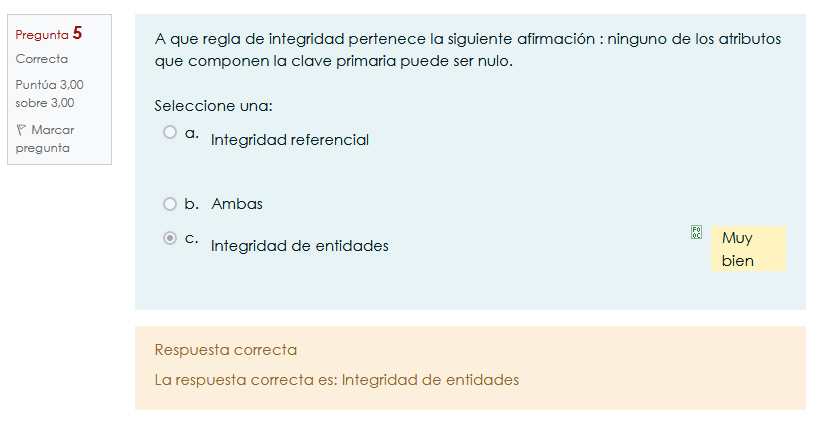 Pregunta 5
Correcta
Puntúa 3,00
sobre 3,00
Marcar
pregunta
A que regla de integridad pertenece la siguiente afirmación : ninguno de los atributos
que componen la clave primaria puede ser nulo.
Seleccione una:
a. Integridad referencial
b. Ambas
c. Integridad de entidades
Muy
bien
Respuesta correcta
La respuesta correcta es: Integridad de entidades